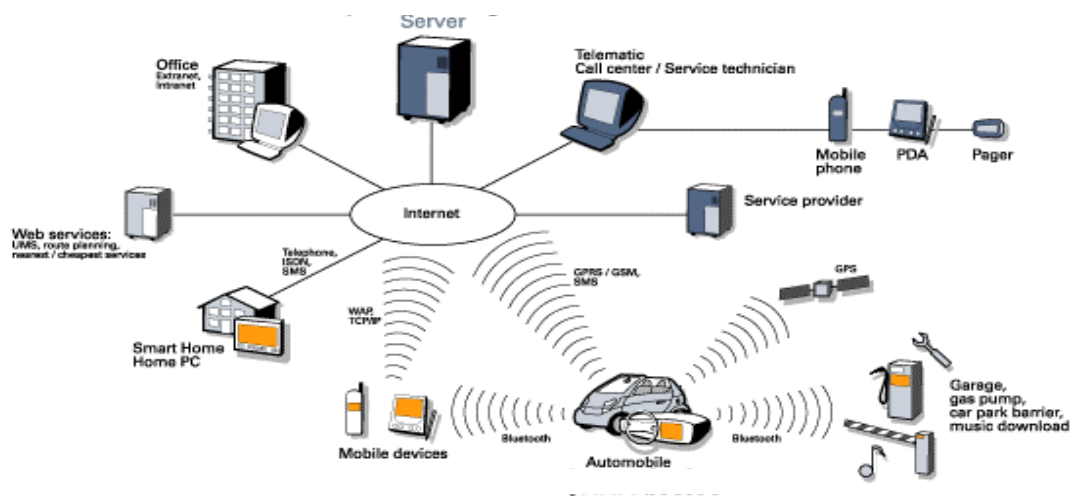 Server
Office
Extranet,
Intranet
Telematic
Call center / Service technician
Mobile
phone
PDA
Pager
Internet
Service provider
Web services:
UMS, route planning,
nearest / cheapest services
Telephone,
ISDN,
SMS
GPRS / GSM,
SMS
GPS
WAP,
TCP/IP
Smart Home
Home PC
Garage,
gas pump,
car park barrier,
music download
Bluetooth
Bluetooth
Mobile devices
Automobile